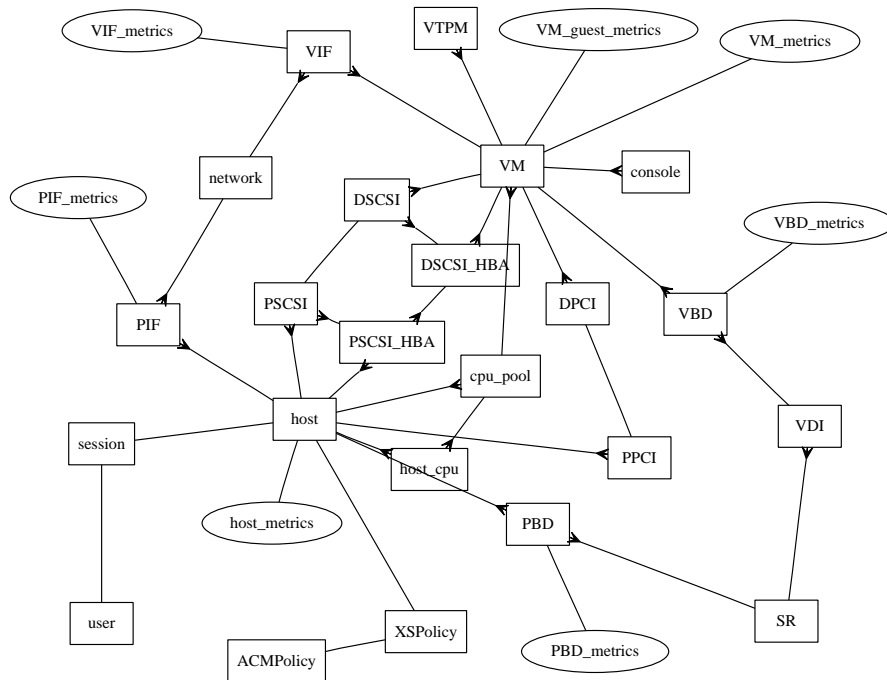 VIF_metrics
VIF
VTPM
VM_guest_metrics
VM_metrics
network
VM
console
PIF_metrics
DSCSI
VBD_metrics
DSCSI_HBA
PSCSI
DPCI
VBD
PIF
PSCSI_HBA
cpu_pool
host
VDI
session
host_cpu
PPCI
host_metrics
PBD
user
XSPolicy
SR
ACMPolicy
PBD_metrics